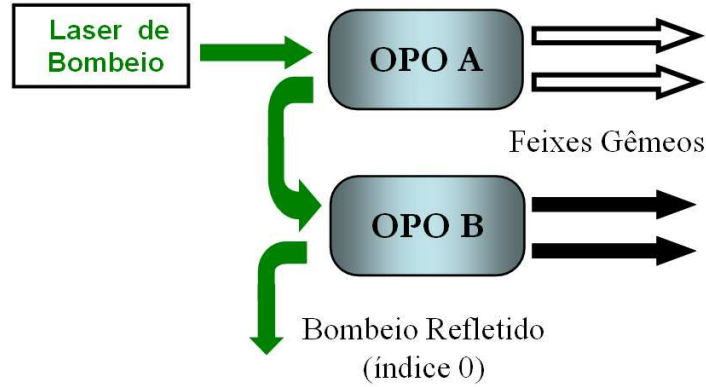 Laser de
Bombeio
OPO A
Feixes Gêmeos
OPO B
Bombeio Refletido
(índice 0)